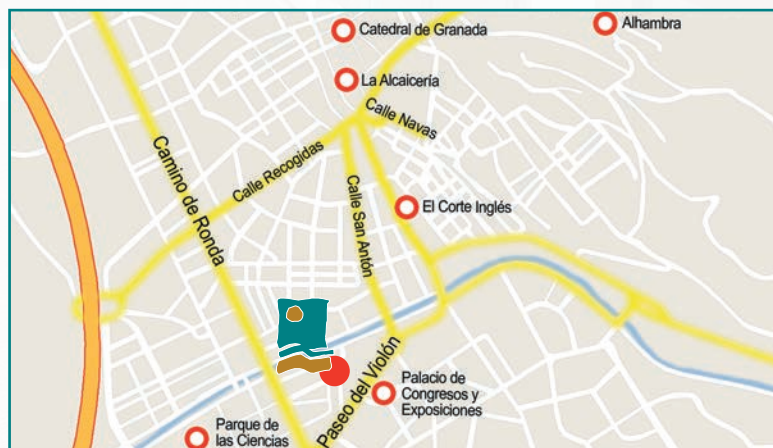 Catedral de Granada
Alhambra
La Alcaicería
Calle Navas
Calle Recogidas
Camino de Ronda
Calle San Antón
El Corte Inglés
Paseo del Violón
Palacio de
Congresos y
Exposiciones
Parque de
las Ciencias